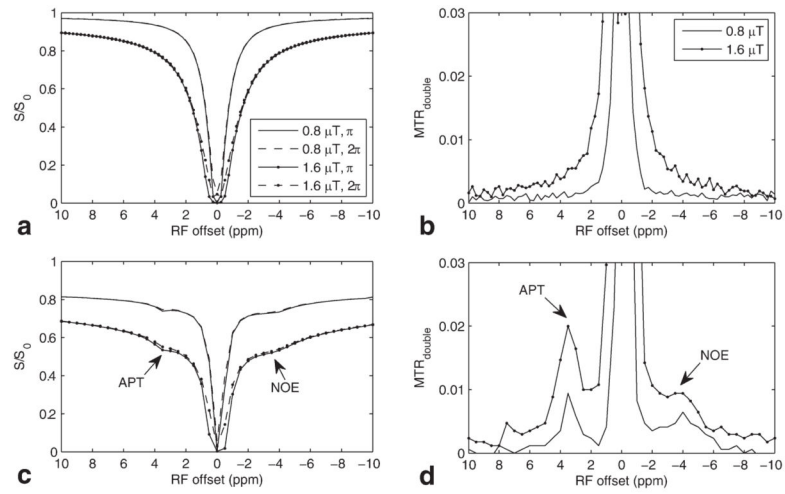 1
0.8
0.6
0.4
0.2
0
S/S0
0.8 μT, π
0.8 μT, 2π
1.6 μT, π
1.6 μT, 2π
10 8 6 4 2 0 −2 −4 −6 −8 −10
RF offset (ppm)
a
0.03
0.02
0.01
0
MTRdouble
0.8 μT
1.6 μT
10 8 6 4 2 0 −2 −4 −6 −8 −10
RF offset (ppm)
b
1
0.8
0.6
0.4
0.2
0
S/S0
APT
NOE
10 8 6 4 2 0 −2 −4 −6 −8 −10
RF offset (ppm)
c
0.03
0.02
0.01
0
MTRdouble
APT
NOE
10 8 6 4 2 0 −2 −4 −6 −8 −10
RF offset (ppm)
d